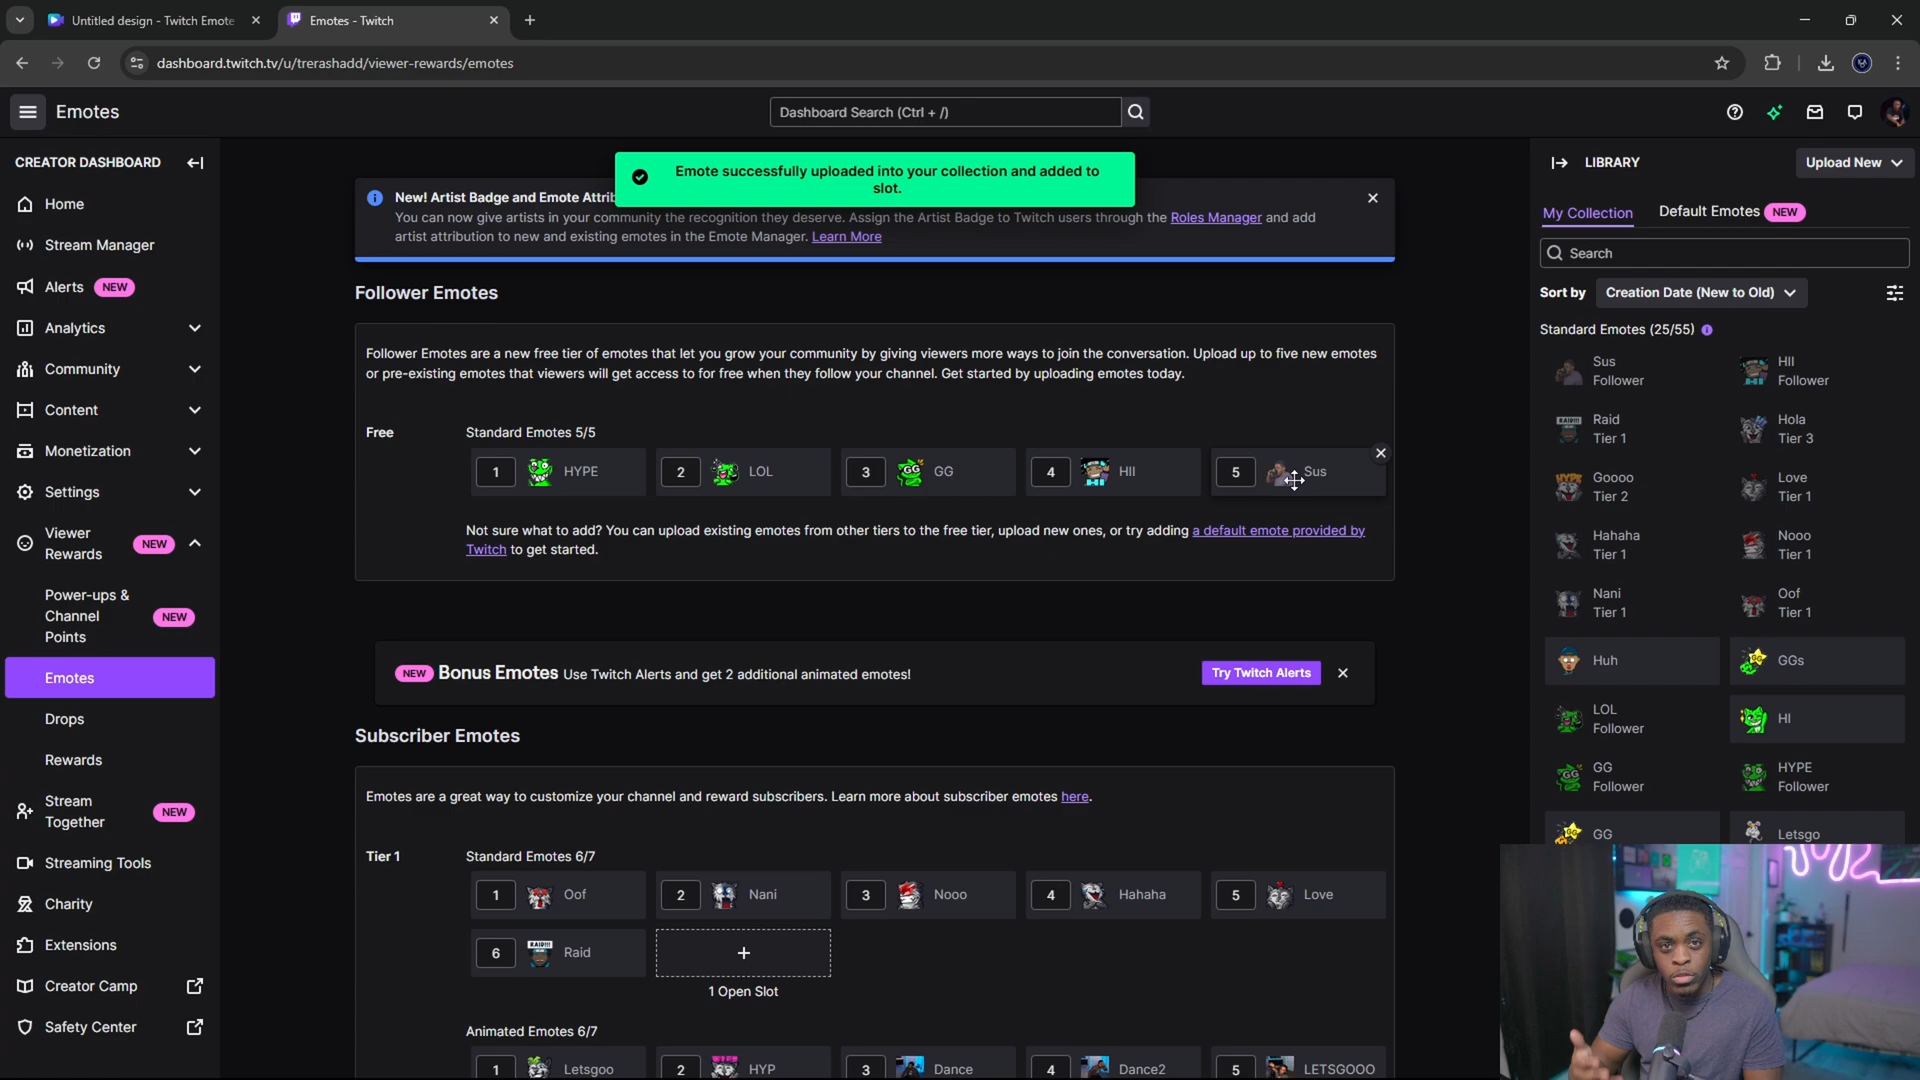 Untitled design - Twitch Emote
Emotes - Twitch
dashboard.twitch.tv/u/trerashadd/viewer-rewards/emotes
Emotes
Dashboard Search (Ctrl + /)
CREATOR DASHBOARD
Home
Stream Manager
Alerts NEW
Analytics
Community
Content
Monetization
Settings
Viewer
Rewards
NEW
Power-ups &
Channel
Points
NEW
Emotes
Drops
Rewards
Stream
Together
NEW
Charity
Streaming Tools
Extensions
Creator Camp
Safety Center
Emote successfully uploaded into your collection and added to
slot.
New! Artist Badge and Emote Attrib
You can now give artists in your community the recognition they deserve. Assign the Artist Badge to Twitch users through the Roles Manager and add
artist attribution to new and existing emotes in the Emote Manager. Learn More
Follower Emotes
Follower Emotes are a new free tier of emotes that let you grow your community by giving viewers more ways to join the conversation. Upload up to five new emotes
or pre-existing emotes that viewers will get access to for free when they follow your channel. Get started by uploading emotes today.
Free
Standard Emotes 5/5
1 HYPE
2 LOL
3 GG
4 HII
5 Sus
Not sure what to add? You can upload existing emotes from other tiers to the free tier, upload new ones, or try adding a default emote provided by
Twitch to get started.
NEW Bonus Emotes Use Twitch Alerts and get 2 additional animated emotes!
Try Twitch Alerts
Subscriber Emotes
Emotes are a great way to customize your channel and reward subscribers. Learn more about subscriber emotes here.
Tier 1
Standard Emotes 6/7
1 Oof
2 Nani
3 Nooo
4 Hahaha
5 Love
6 Raid
+
1 Open Slot
Animated Emotes 6/7
1 Letsgoo
2 HYP
3 Dance
4 Dance2
5 LETSGOOO
LIBRARY
Upload New
My Collection
Default Emotes NEW
Search
Sort by
Creation Date (New to Old)
Standard Emotes (25/55)
Sus
Follower
HII
Follower
Raid
Tier 1
Hola
Tier 3
Goooo
Tier 2
Love
Tier 1
Hahaha
Tier 1
Nooo
Tier 1
Nani
Tier 1
Oof
Tier 1
Huh
GGs
LOL
Follower
HI
GG
Follower
HYPE
Follower
GG
Letsgo